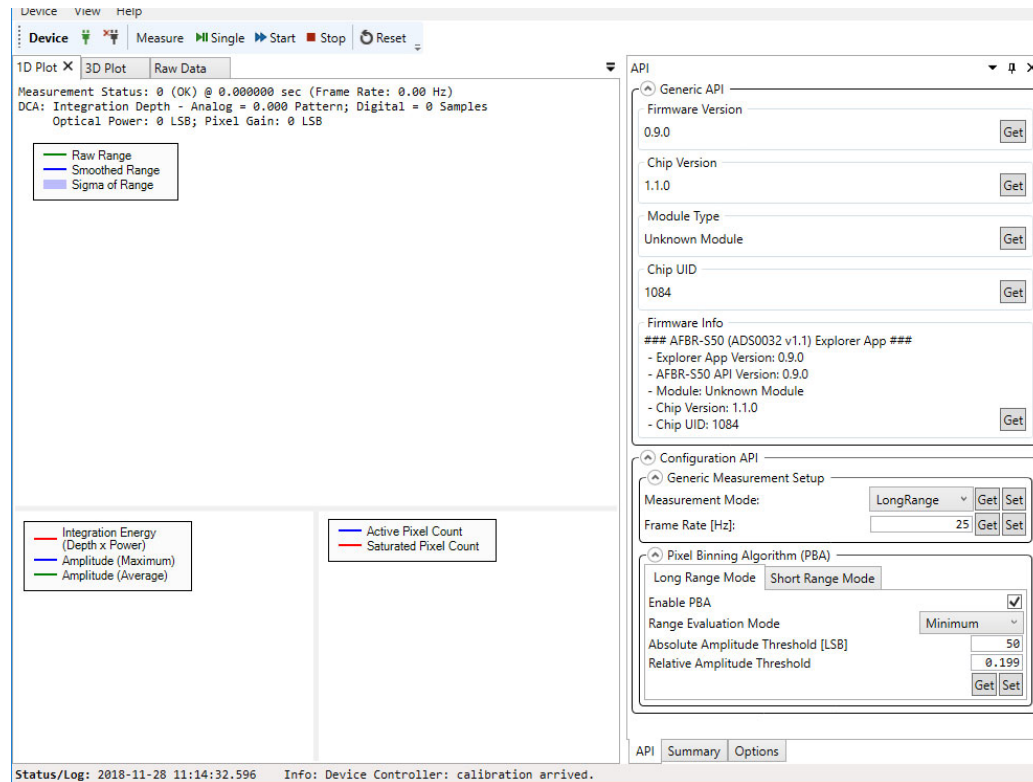 Device View Help
Device Measure Single Start Stop Reset
1D Plot X 3D Plot Raw Data
Measurement Status: 0 (OK) @ 0.000000 sec (Frame Rate: 0.00 Hz)
DCA: Integration Depth - Analog = 0.000 Pattern; Digital = 0 Samples
Optical Power: 0 LSB; Pixel Gain: 0 LSB
Raw Range
Smoothed Range
Sigma of Range
Integration Energy
(Depth x Power)
Amplitude (Maximum)
Amplitude (Average)
Active Pixel Count
Saturated Pixel Count
API
Generic API
Firmware Version
0.9.0 Get
Chip Version
1.1.0 Get
Module Type
Unknown Module Get
Chip UID
1084 Get
Firmware Info
### AFBR-S50 (ADS0032 v1.1) Explorer App ###
- Explorer App Version: 0.9.0
- AFBR-S50 API Version: 0.9.0
- Module: Unknown Module
- Chip Version: 1.1.0
- Chip UID: 1084 Get
Configuration API
Generic Measurement Setup
Measurement Mode: LongRange Get Set
Frame Rate [Hz]: 25 Get Set
Pixel Binning Algorithm (PBA)
Long Range Mode Short Range Mode
Enable PBA
Range Evaluation Mode Minimum
Absolute Amplitude Threshold [LSB] 50
Relative Amplitude Threshold 0.199
Get Set
API Summary Options
Status/Log: 2018-11-28 11:14:32.596 Info: Device Controller: calibration arrived.